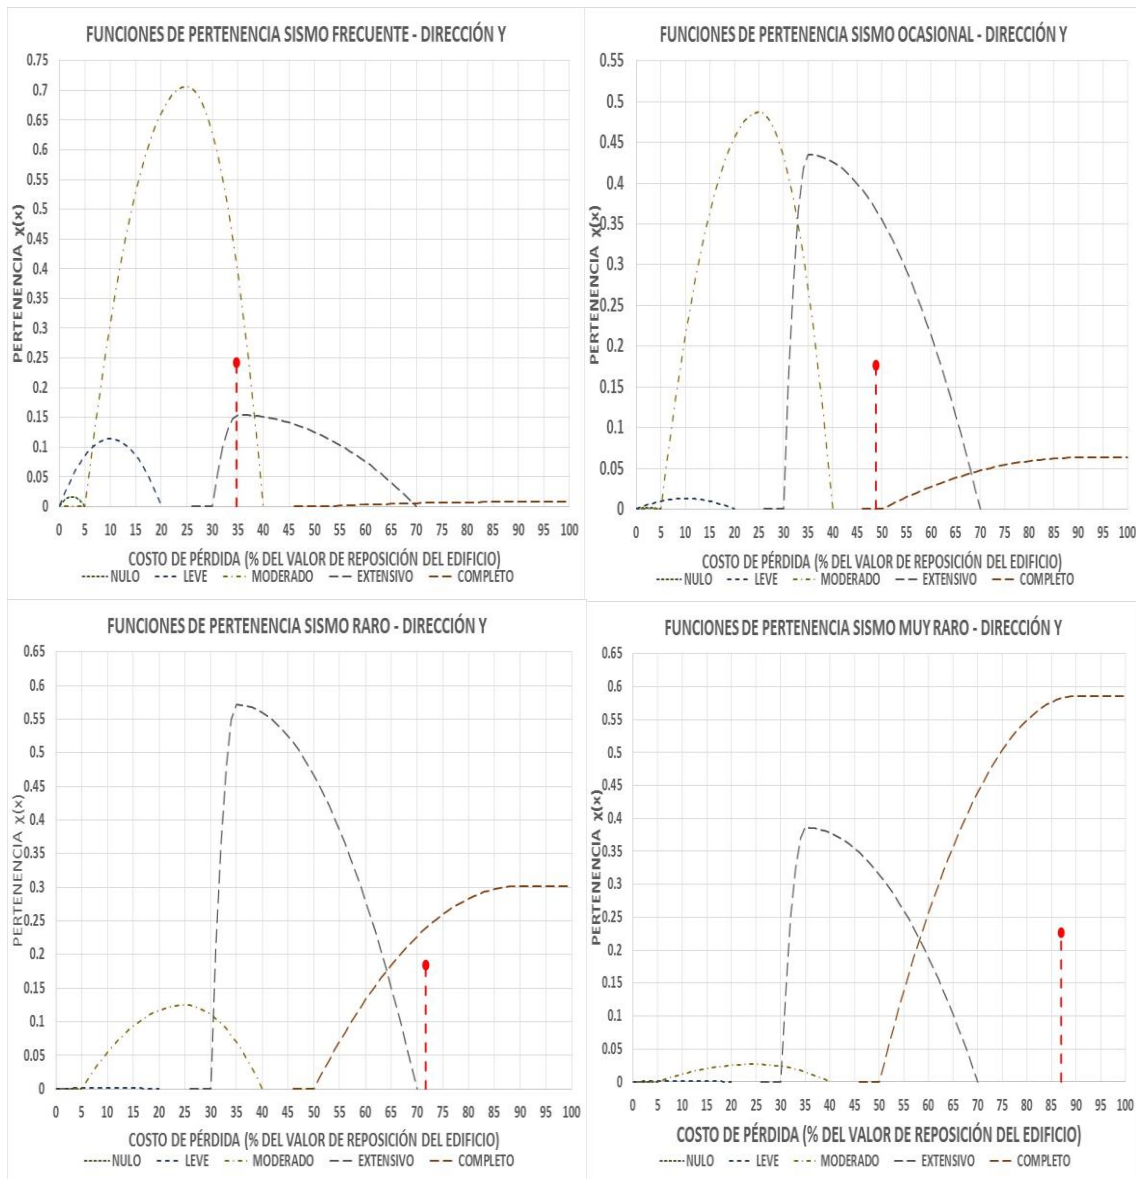 FUNCIONES DE PERTENENCIA SISMO FRECUENTE - DIRECCIÓN Y
PERTENENCIA χ(x)
0.75
0.7
0.65
0.6
0.55
0.5
0.45
0.4
0.35
0.3
0.25
0.2
0.15
0.1
0.05
0
0 5 10 15 20 25 30 35 40 45 50 55 60 65 70 75 80 85 90 95 100
COSTO DE PÉRDIDA (% DEL VALOR DE REPOSICIÓN DEL EDIFICIO)
NULO LEVE MODERADO EXTENSIVO COMPLETO
FUNCIONES DE PERTENENCIA SISMO OCASIONAL - DIRECCIÓN Y
PERTENENCIA χ(x)
0.55
0.5
0.45
0.4
0.35
0.3
0.25
0.2
0.15
0.1
0.05
0
0 5 10 15 20 25 30 35 40 45 50 55 60 65 70 75 80 85 90 95 100
COSTO DE PÉRDIDA (% DEL VALOR DE REPOSICIÓN DEL EDIFICIO)
NULO LEVE MODERADO EXTENSIVO COMPLETO
FUNCIONES DE PERTENENCIA SISMO RARO - DIRECCIÓN Y
PERTENENCIA χ(x)
0.65
0.6
0.55
0.5
0.45
0.4
0.35
0.3
0.25
0.2
0.15
0.1
0.05
0
0 5 10 15 20 25 30 35 40 45 50 55 60 65 70 75 80 85 90 95 100
COSTO DE PÉRDIDA (% DEL VALOR DE REPOSICIÓN DEL EDIFICIO)
NULO LEVE MODERADO EXTENSIVO COMPLETO
FUNCIONES DE PERTENENCIA SISMO MUY RARO - DIRECCIÓN Y
PERTENENCIA χ(x)
0.65
0.6
0.55
0.5
0.45
0.4
0.35
0.3
0.25
0.2
0.15
0.1
0.05
0
0 5 10 15 20 25 30 35 40 45 50 55 60 65 70 75 80 85 90 95 100
COSTO DE PÉRDIDA (% DEL VALOR DE REPOSICIÓN DEL EDIFICIO)
NULO LEVE MODERADO EXTENSIVO COMPLETO